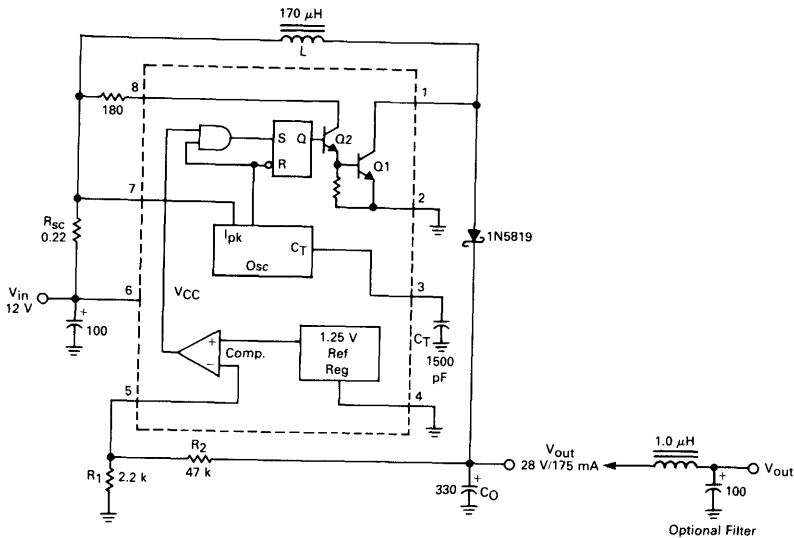 170 μH
L
8
180
1
S Q
R
Q2
Q1
2
7
Rsc
0.22
Ipk
CT
Osc
1N5819
Vin
12 V
6
+
100
VCC
3
CT
1500
pF
+
−
Comp.
1.25 V
Ref
Reg
5
4
R2
47 k
R1 2.2 k
Vout
28 V/175 mA
1.0 μH
Vout
330
+
CO
+
100
Optional Filter